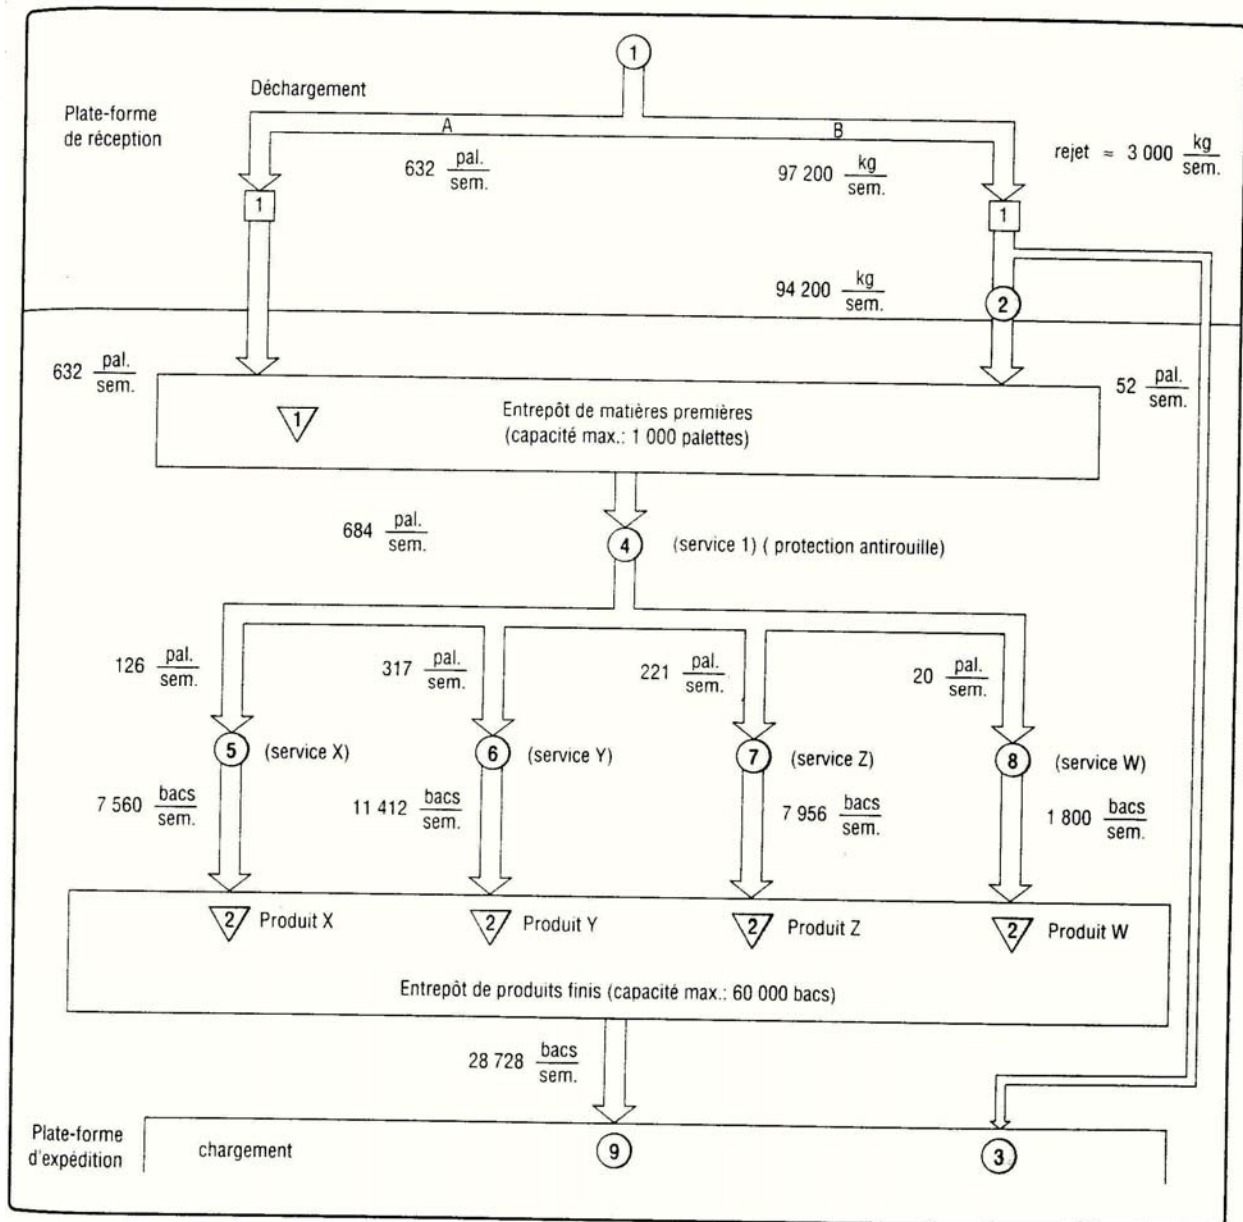 1
Déchargement
Plate-forme
de réception
A
B
632 pal.
sem.
97 200 kg
sem.
rejet = 3 000 kg
sem.
1
1
94 200 kg
sem.
2
632 pal.
sem.
52 pal.
sem.
1
Entrepôt de matières premières
(capacité max.: 1 000 palettes)
684 pal.
sem.
4
(service 1) ( protection antirouille)
126 pal.
sem.
317 pal.
sem.
221 pal.
sem.
20 pal.
sem.
5 (service X)
6 (service Y)
7 (service Z)
8 (service W)
7 560 bacs
sem.
11 412 bacs
sem.
7 956 bacs
sem.
1 800 bacs
sem.
2 Produit X
2 Produit Y
2 Produit Z
2 Produit W
Entrepôt de produits finis (capacité max.: 60 000 bacs)
28 728 bacs
sem.
Plate-forme
d'expédition
chargement
9
3